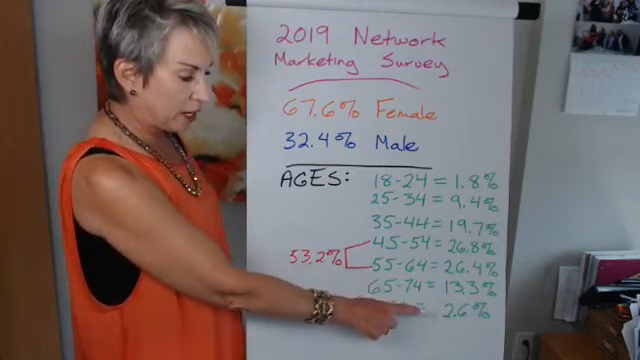 2019 Network
Marketing Survey
67.6% Female
32.4% Male
AGES:
18-24 = 1.8%
25-34 = 9.4%
35-44 = 19.7%
45-54 = 26.8%
53,2% 55-64 = 26.4%
65-74 = 13.3%
2.6%